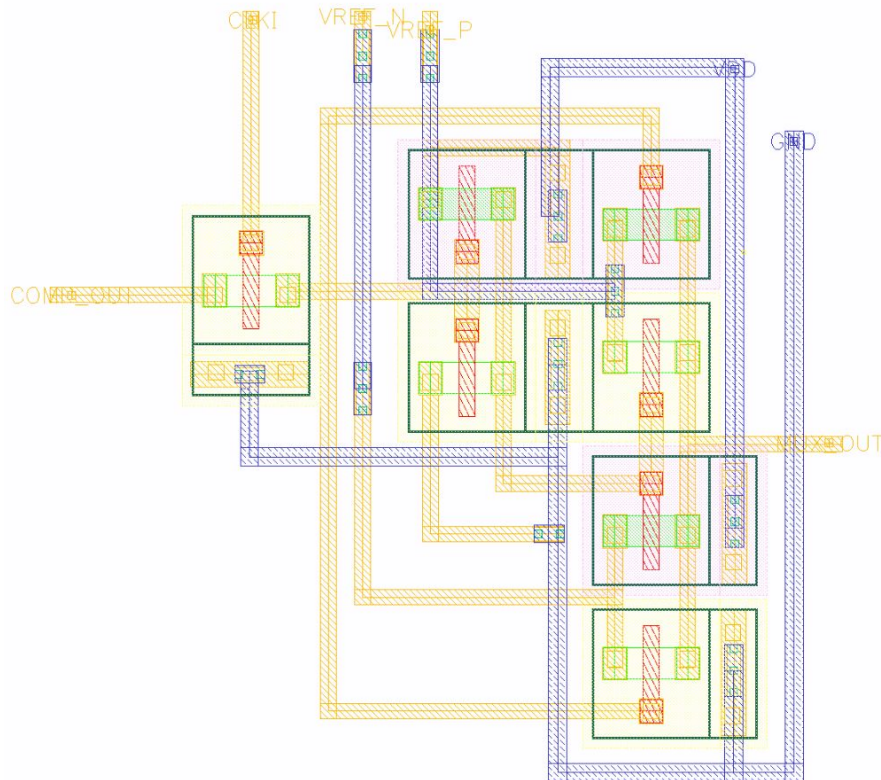 CLKI
VREF_N
VREF_P
VDD
GND
COMP_OUT
MUX_OUT